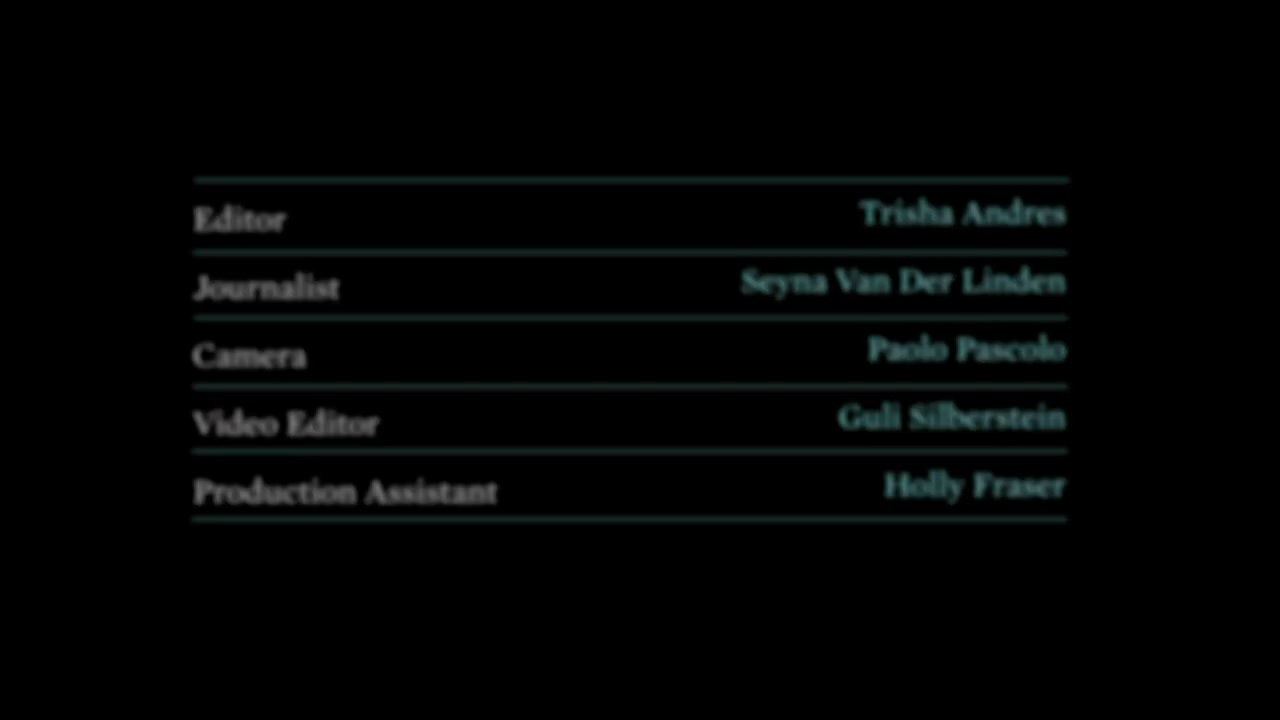 Editor Trisha Andres
Journalist Seyna Van Der Linden
Camera Paolo Pascolo
Video Editor Guli Silberstein
Production Assistant Holly Fraser